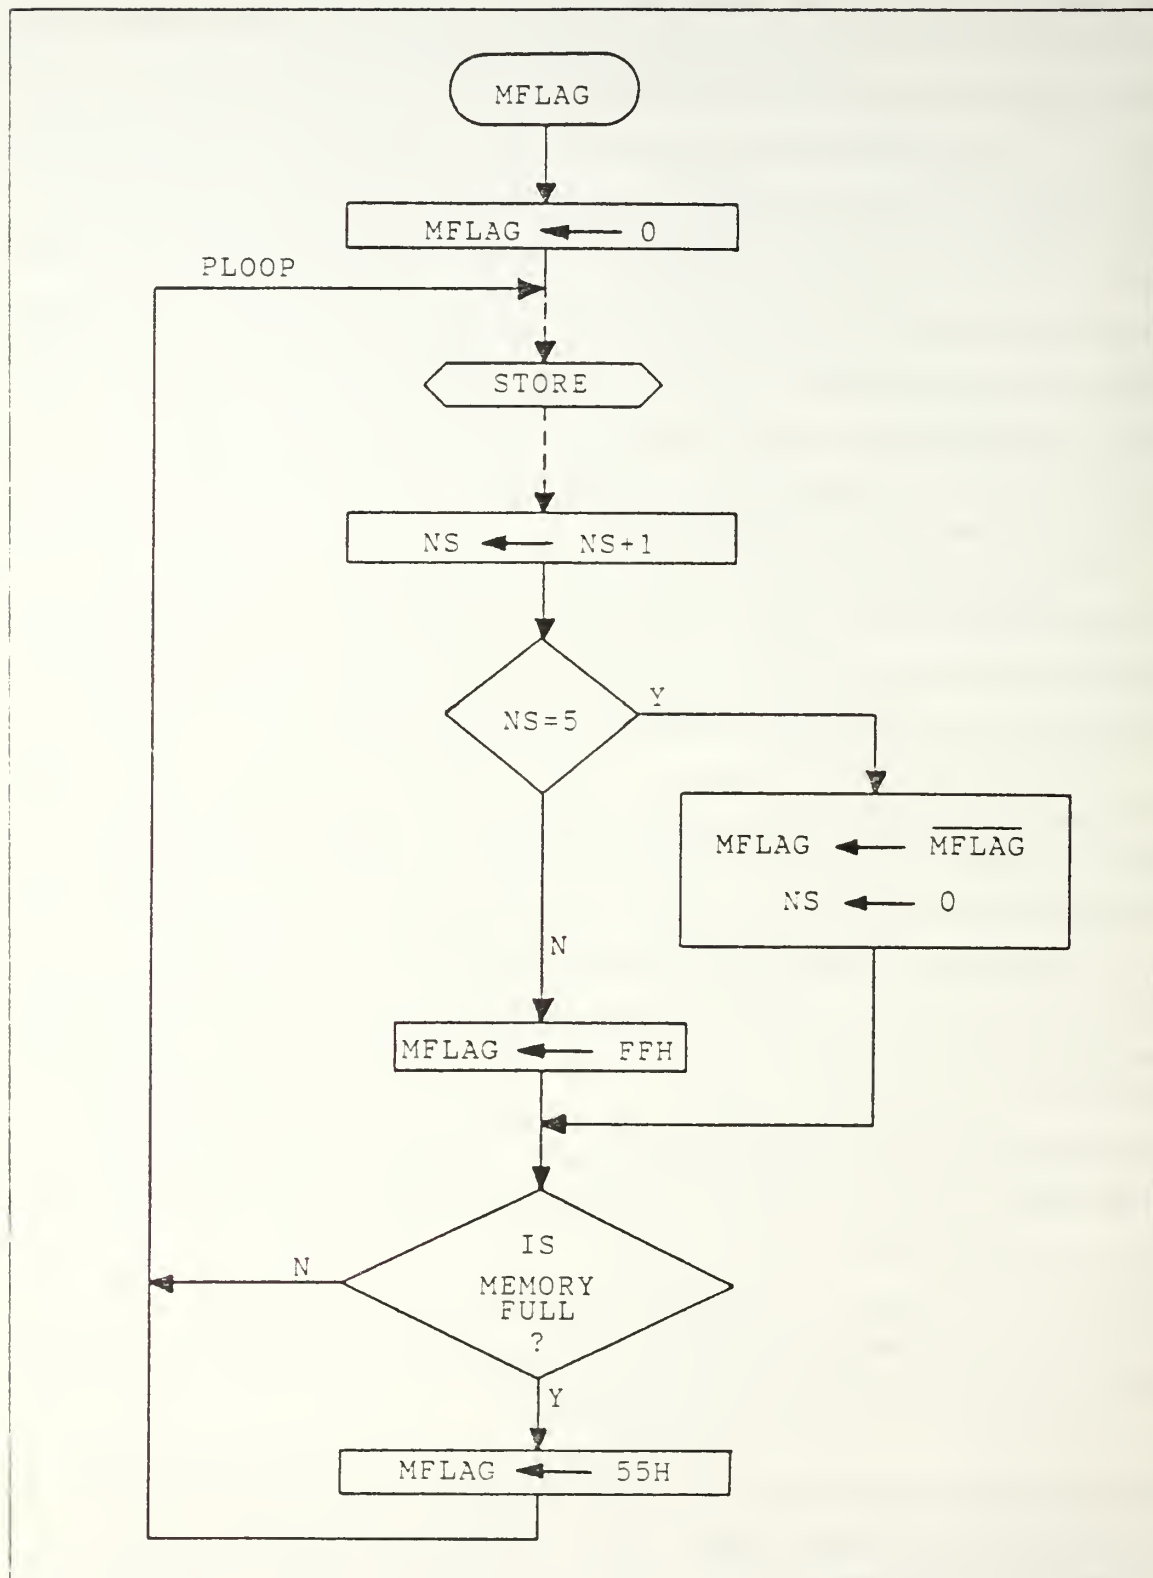 MFLAG
MFLAG ← 0
PLOOP
STORE
NS ← NS+1
NS=5
Y
MFLAG ← M̅F̅L̅A̅G̅
NS ← 0
N
MFLAG ← FFH
IS
MEMORY
FULL
?
N
Y
MFLAG ← 55H